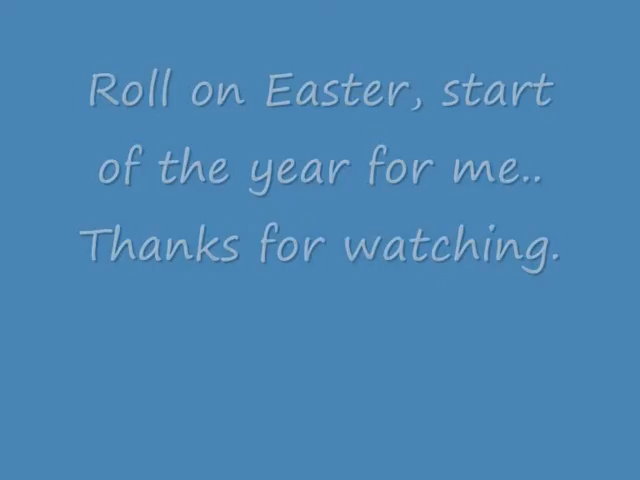 Roll on Easter, start
of the year for me..
Thanks for watching.